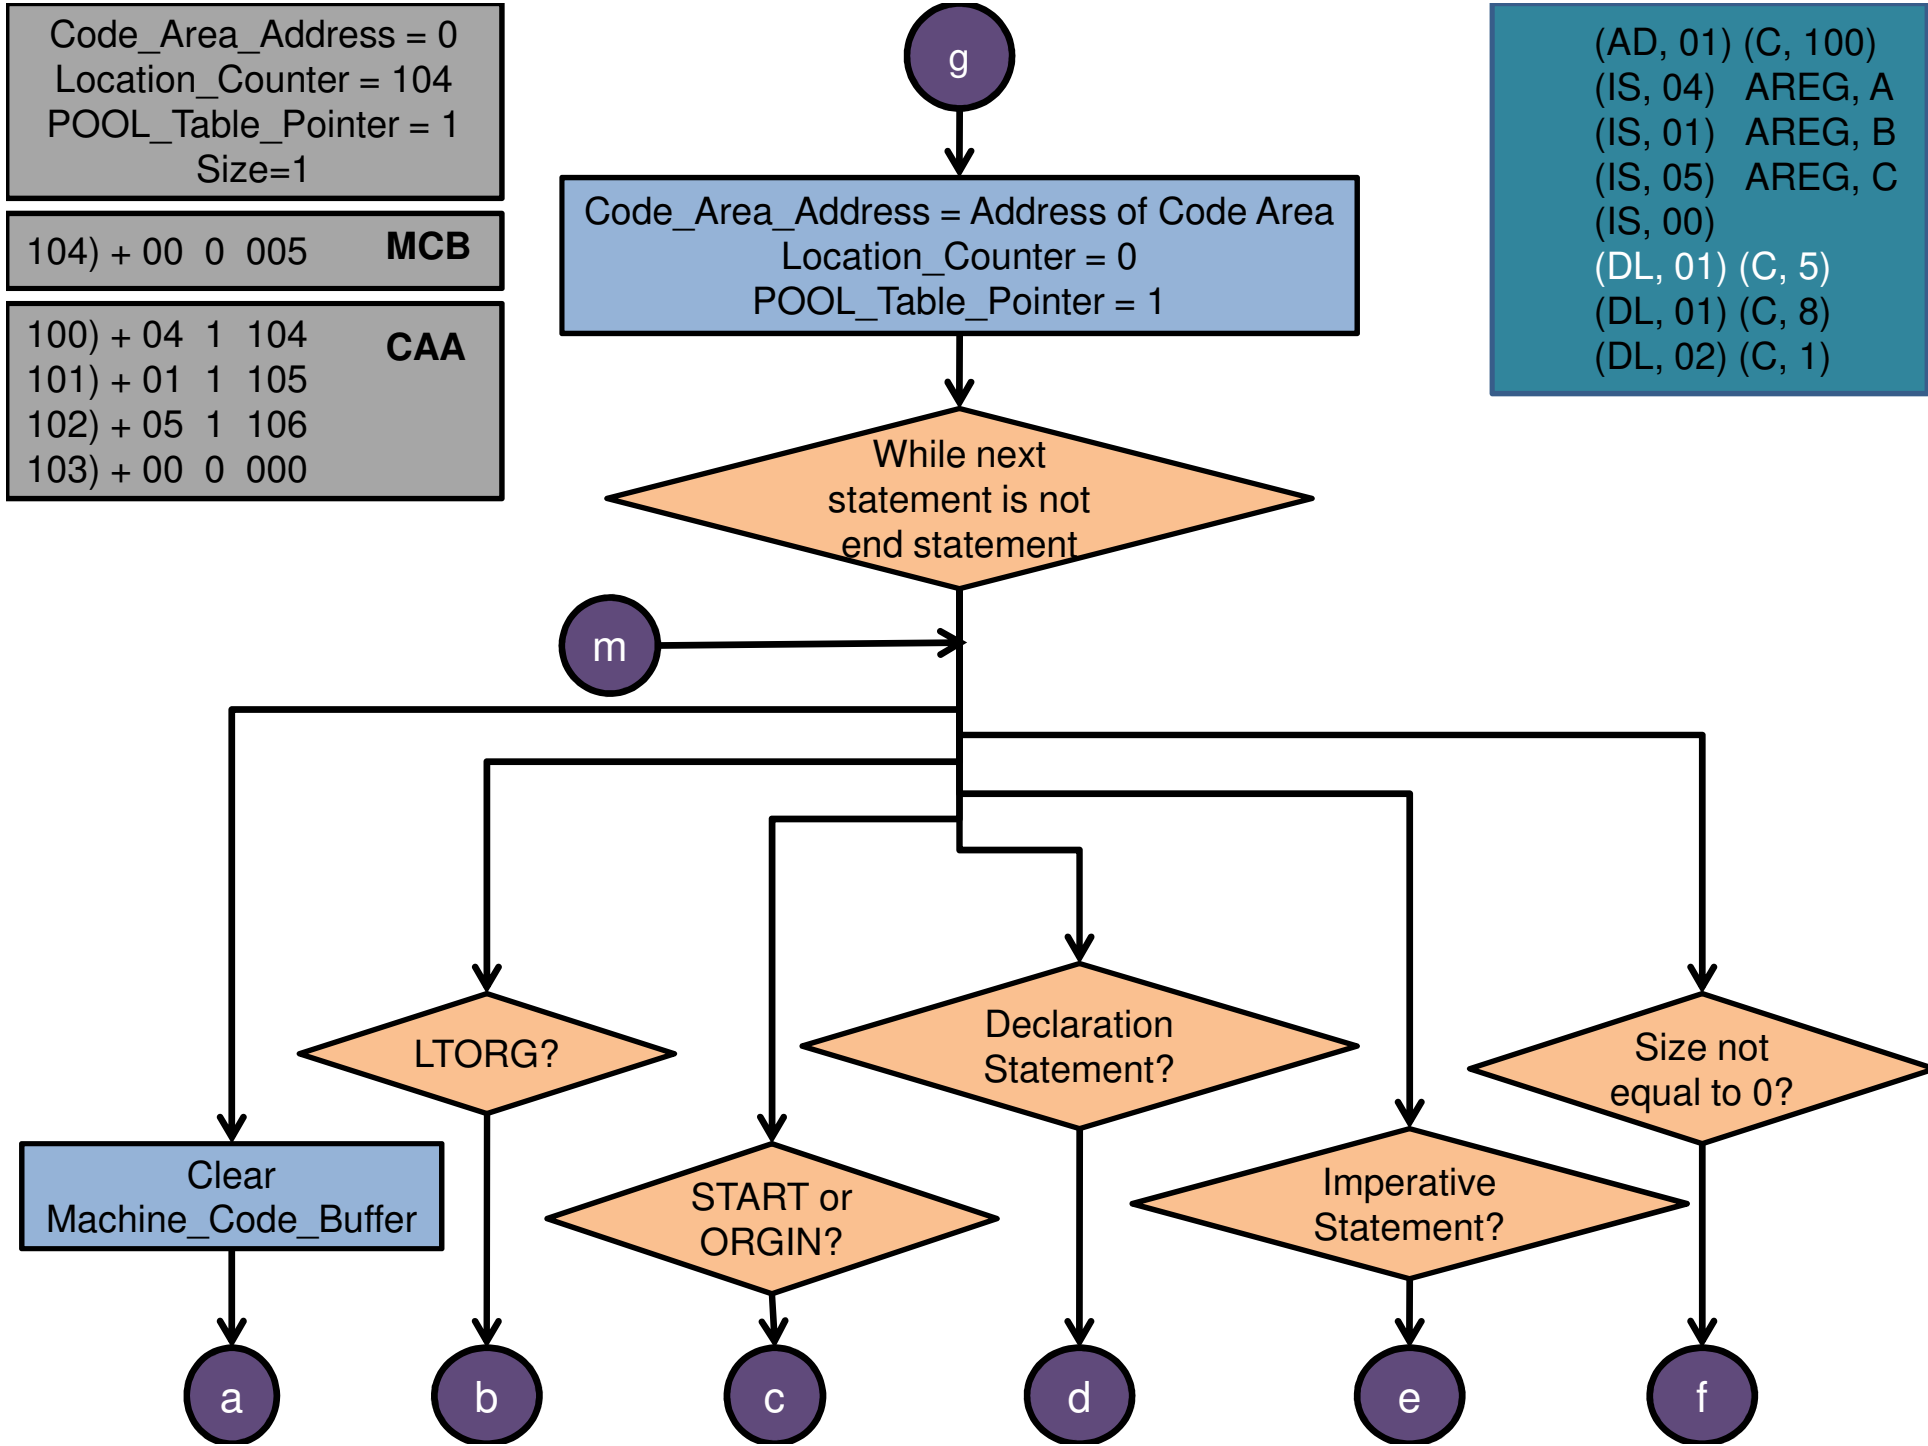 Code_Area_Address = 0
Location_Counter = 104
POOL_Table_Pointer = 1
Size=1
104) + 00 0 005 MCB
100) + 04 1 104 CAA
101) + 01 1 105
102) + 05 1 106
103) + 00 0 000
g
Code_Area_Address = Address of Code Area
Location_Counter = 0
POOL_Table_Pointer = 1
(AD, 01) (C, 100)
(IS, 04) AREG, A
(IS, 01) AREG, B
(IS, 05) AREG, C
(IS, 00)
(DL, 01) (C, 5)
(DL, 01) (C, 8)
(DL, 02) (C, 1)
While next
statement is not
end statement
m
Clear
Machine_Code_Buffer
LTORG?
START or
ORGIN?
Declaration
Statement?
Imperative
Statement?
Size not
equal to 0?
a
b
c
d
e
f